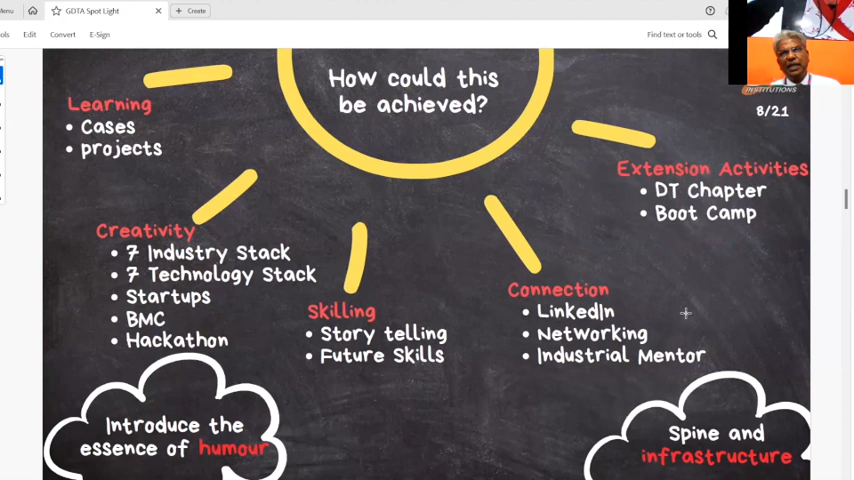 Menu
GDTA Spot Light
Create
Edit
Convert
E-Sign
Find text or tools
How could this
be achieved?
INSTITUTIONS
8/21
Learning
• Cases
• projects
Extension Activities
• DT Chapter
• Boot Camp
Creativity
• 7 Industry Stack
• 7 Technology Stack
• Startups
• BMC
• Hackathon
Skilling
• Story telling
• Future Skills
Connection
• LinkedIn
• Networking
• Industrial Mentor
Introduce the
essence of humour
Spine and
infrastructure